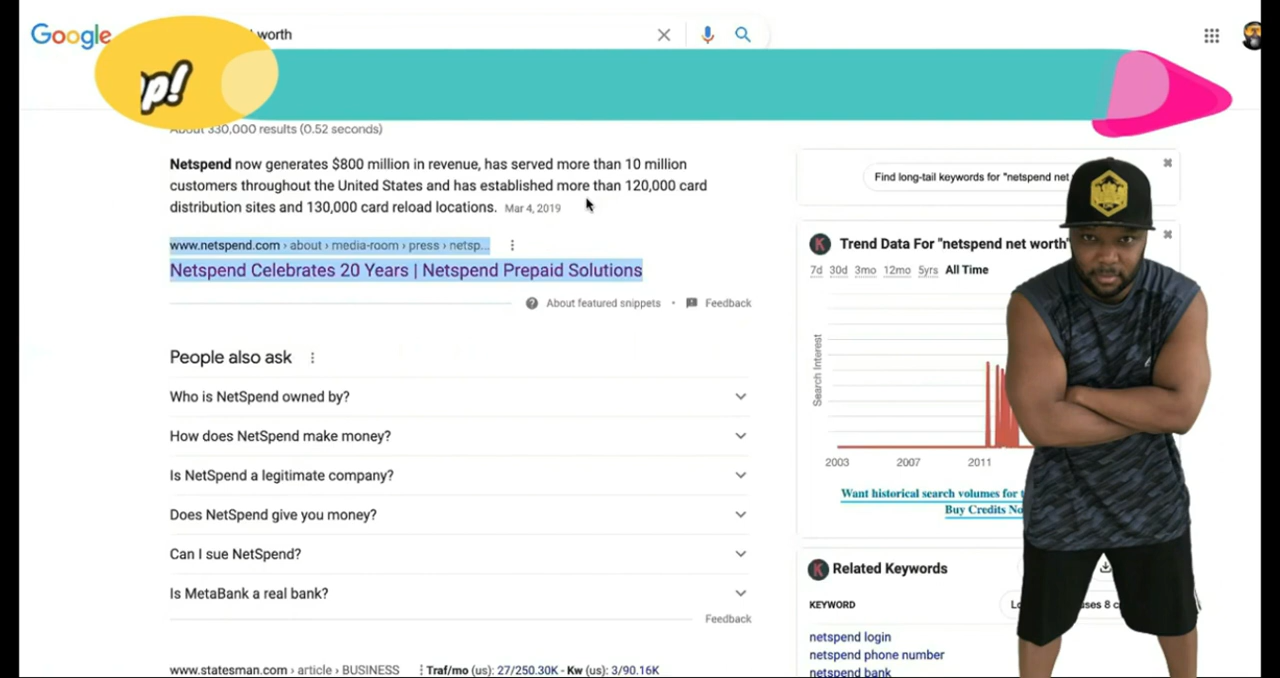 Google
worth
p!
About 330,000 results (0.52 seconds)
Netspend now generates $800 million in revenue, has served more than 10 million
customers throughout the United States and has established more than 120,000 card
distribution sites and 130,000 card reload locations. Mar 4, 2019
www.netspend.com › about › media-room › press › netsp...
Netspend Celebrates 20 Years | Netspend Prepaid Solutions
About featured snippets • Feedback
People also ask
Who is NetSpend owned by?
How does NetSpend make money?
Is NetSpend a legitimate company?
Does NetSpend give you money?
Can I sue NetSpend?
Is MetaBank a real bank?
Feedback
www.statesman.com › article › BUSINESS Traf/mo (us): 27/250.30K - Kw (us): 3/90.16K
Find long-tail keywords for "netspend net
K Trend Data For "netspend net worth"
7d 30d 3mo 12mo 5yrs All Time
Search Interest
2003 2007 2011
Want historical search volumes for
Buy Credits
K Related Keywords
KEYWORD
netspend login
netspend phone number
netspend bank